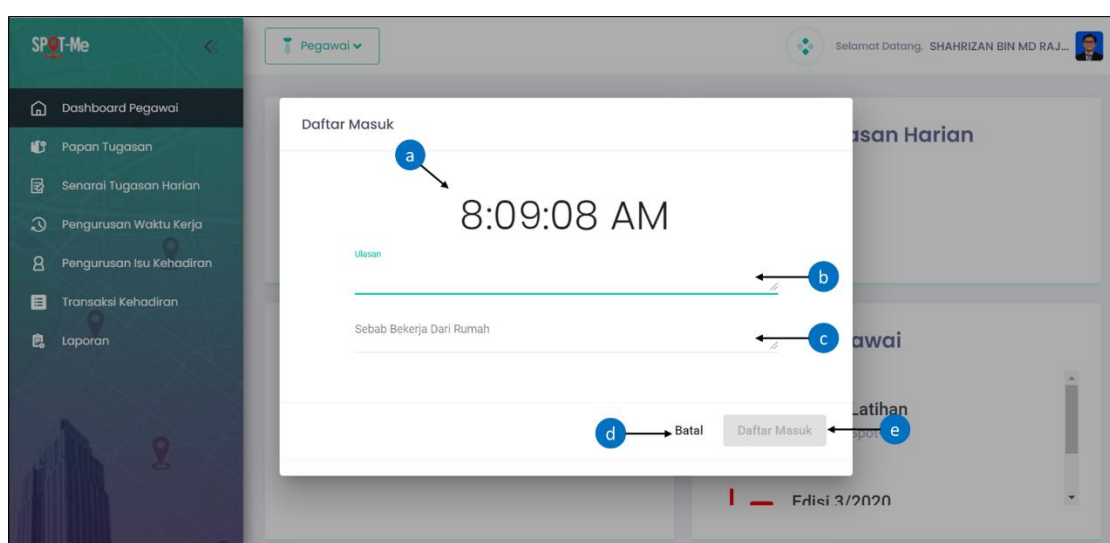 SPOT-Me
Pegawai
Selamat Datang, SHAHRIZAN BIN MD RAJ...
Dashboard Pegawai
Papan Tugasan
Senarai Tugasan Harian
Pengurusan Waktu Kerja
Pengurusan Isu Kehadiran
Transaksi Kehadiran
Laporan
Daftar Masuk
a
8:09:08 AM
Ulasan
b
Sebab Bekerja Dari Rumah
c
d
Batal
Daftar Masuk
e
asan Harian
awai
Latihan
Edisi 3/2020